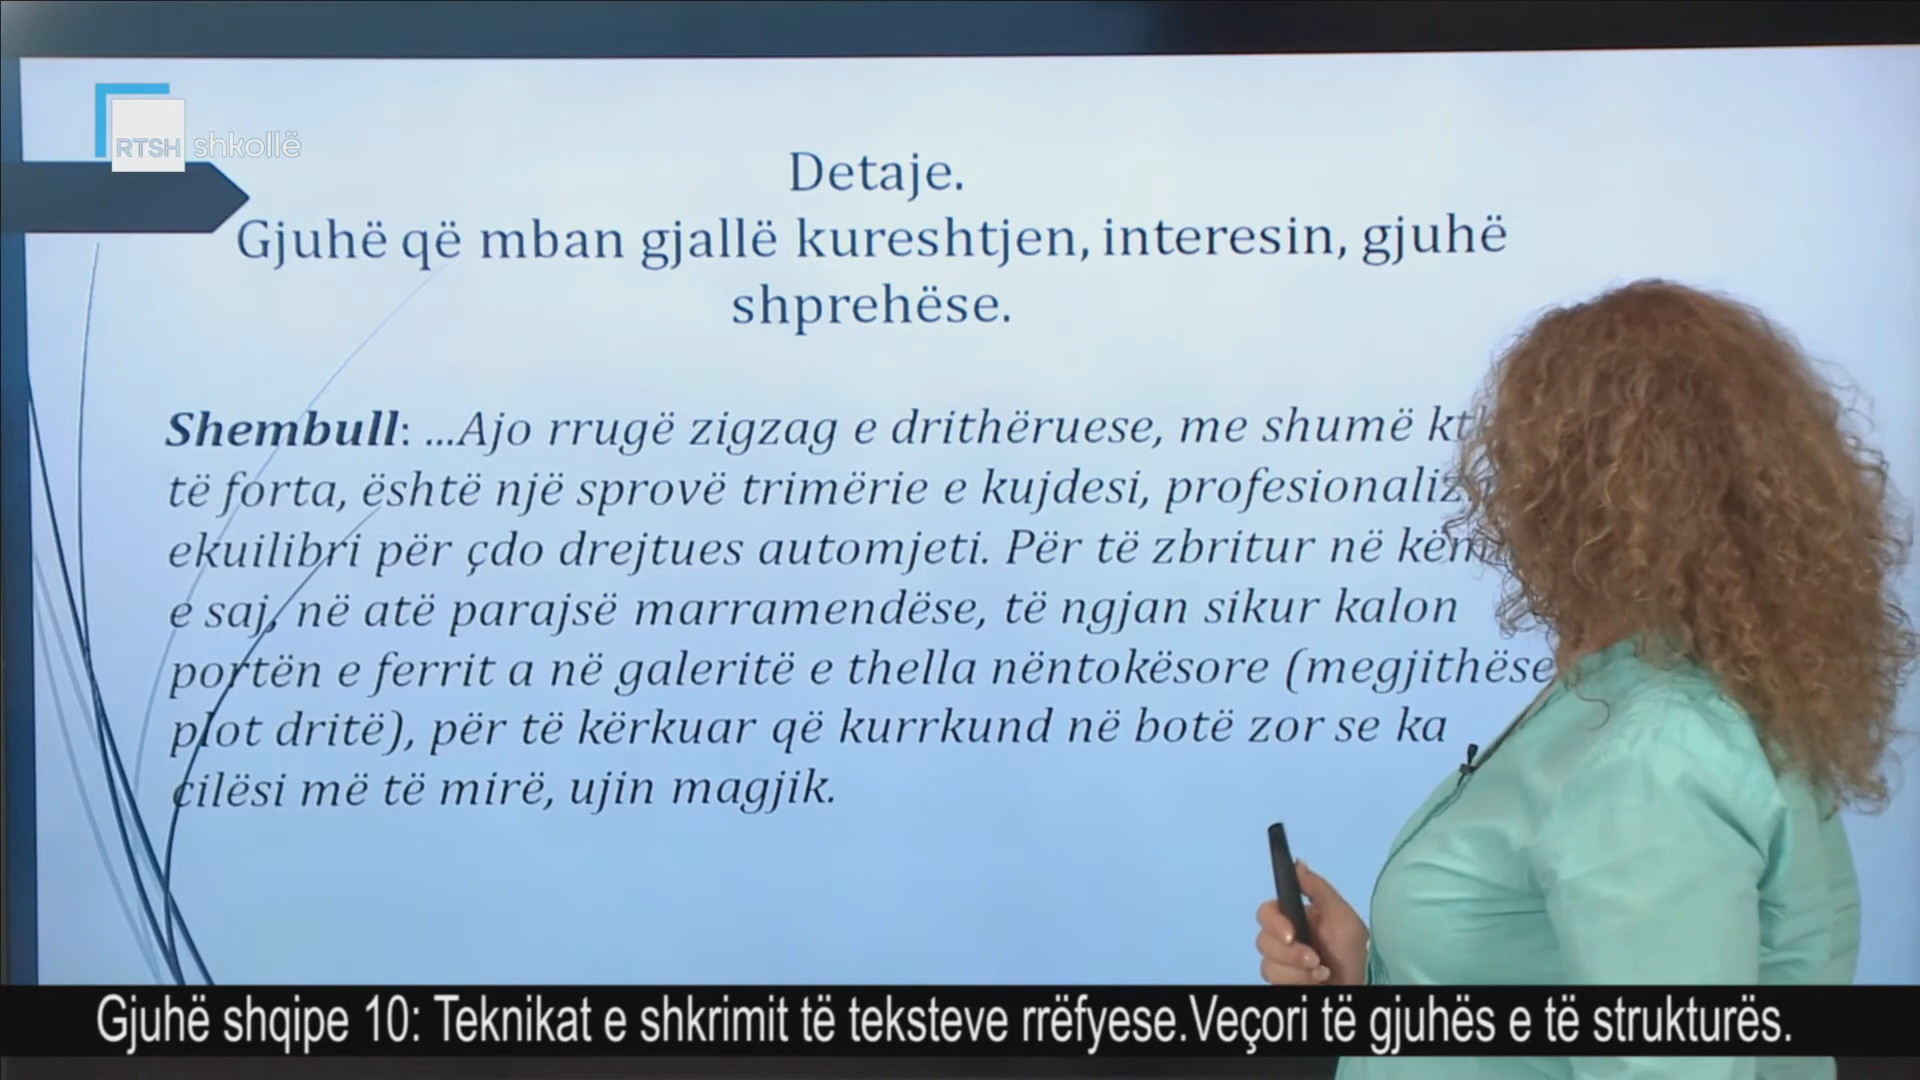 RTSH shkollë
Detaje.
Gjuhë që mban gjallë kureshtjen, interesin, gjuhë
shprehëse.
Shembull: ...Ajo rrugë zigzag e drithëruese, me shumë
të forta, është një sprovë trimërie e kujdesi,
ekuilibri për çdo drejtues automjeti. Për të zbritur në
e saj, në atë parajsë marramendëse, të ngjan sikur kalon
portën e ferrit a në galeritë e thella nëntokësore (megjithëse
plot dritë), për të kërkuar që kurrkund në botë zor se ka
cilësi më të mirë, ujin magjik.
Gjuhë shqipe 10: Teknikat e shkrimit të teksteve rrëfyese.Veçori të gjuhës e të strukturës.